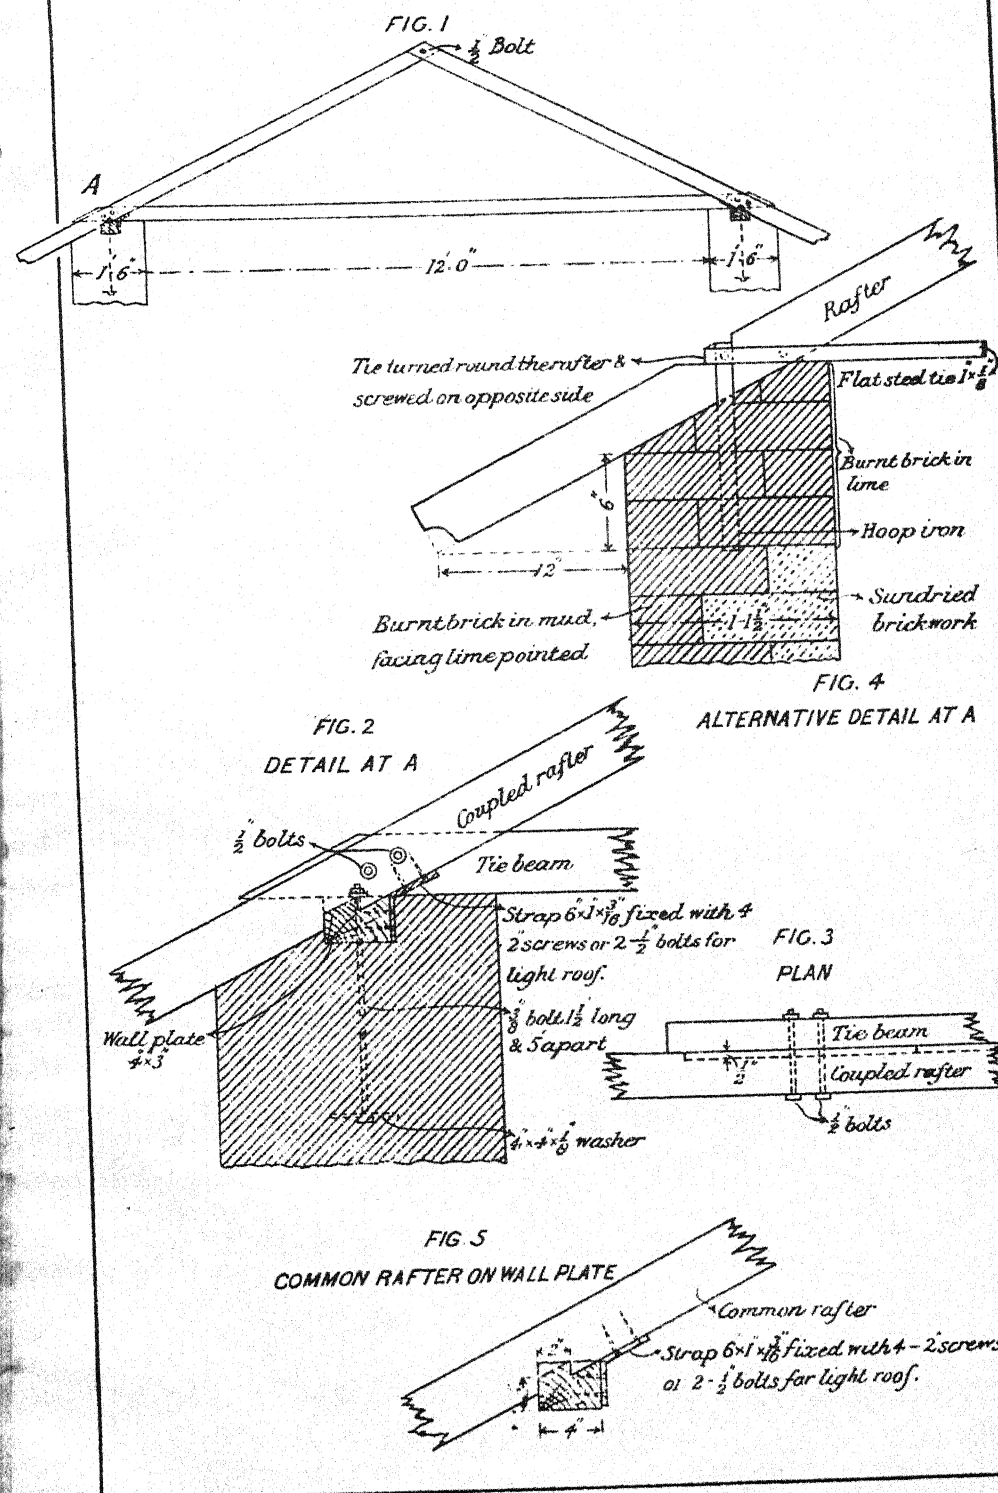 FIG. 1
1/2" Bolt
A
1'.6"
12'.0"
1'.6"
Rafter
Tie turned round the rafter &
screwed on opposite side
Flat steel tie 1" × 1/8"
Burnt brick in
lime
6"
Hoop iron
12"
Sundried
brickwork
1'-1 1/2"
Burnt brick in mud,
facing lime pointed
FIG. 4
ALTERNATIVE DETAIL AT A
FIG. 2
DETAIL AT A
Coupled rafter
1/2" bolts
Tie beam
Strap 6" × 1" × 3/16" fixed with 4
2" screws or 2 - 1/2" bolts for
light roof.
FIG. 3
PLAN
Wall plate
4" × 3"
bolt 1 1/2' long
& 5' apart
Tie beam
1/2"
Coupled rafter
1/2" bolts
4" × 4" × 1/8" washer
FIG 5
COMMON RAFTER ON WALL PLATE
Common rafter
2"
Strap 6" × 1" × 3/16" fixed with 4 - 2" screws
or 2 - 1/2" bolts for light roof.
4"